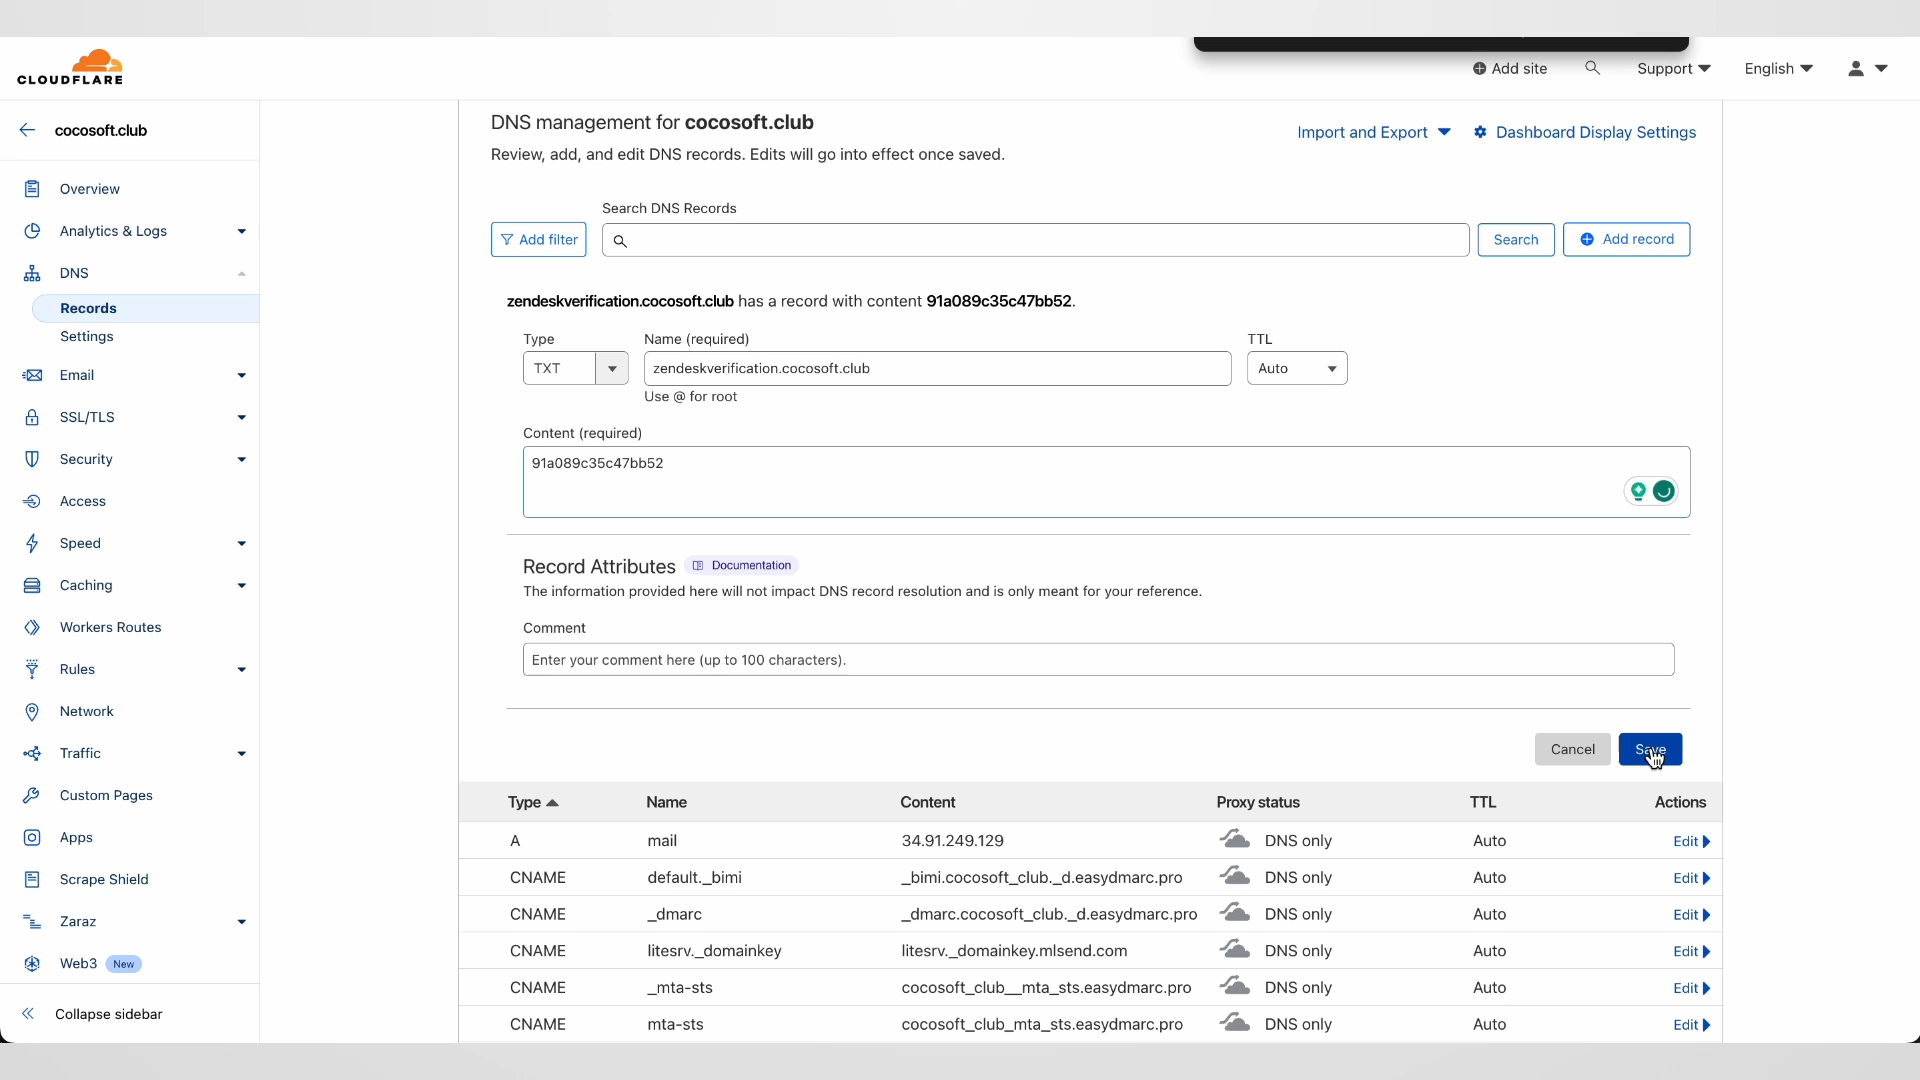 CLOUDFLARE
Add site
Support
English
cocosoft.club
Overview
Analytics & Logs
DNS
Records
Settings
Email
SSL/TLS
Security
Access
Speed
Caching
Workers Routes
Rules
Network
Traffic
Custom Pages
Apps
Scrape Shield
Zaraz
Web3 New
Collapse sidebar
DNS management for cocosoft.club
Review, add, and edit DNS records. Edits will go into effect once saved.
Import and Export
Dashboard Display Settings
Search DNS Records
Add filter
Search
Add record
zendeskverification.cocosoft.club has a record with content 91a089c35c47bb52.
Type Name (required) TTL
TXT zendeskverification.cocosoft.club Auto
Use @ for root
Content (required)
91a089c35c47bb52
Record Attributes Documentation
The information provided here will not impact DNS record resolution and is only meant for your reference.
Comment
Enter your comment here (up to 100 characters).
Cancel Save
Type Name Content Proxy status TTL Actions
A mail 34.91.249.129 DNS only Auto Edit
CNAME default._bimi _bimi.cocosoft_club._d.easydmarc.pro DNS only Auto Edit
CNAME _dmarc _dmarc.cocosoft_club._d.easydmarc.pro DNS only Auto Edit
CNAME litesrv._domainkey litesrv._domainkey.mlsend.com DNS only Auto Edit
CNAME _mta-sts cocosoft_club__mta_sts.easydmarc.pro DNS only Auto Edit
CNAME mta-sts cocosoft_club_mta_sts.easydmarc.pro DNS only Auto Edit